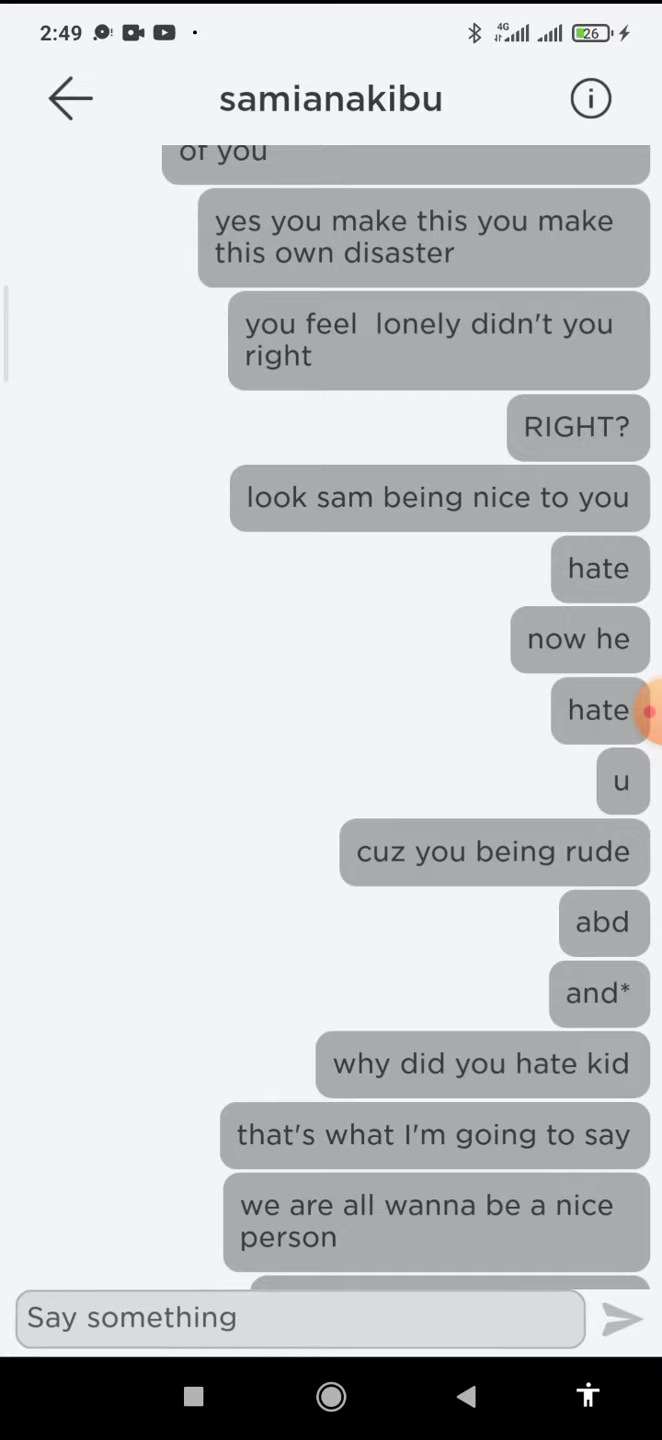 2:49
4G
26
samianakibu
of you
yes you make this you make
this own disaster
you feel  lonely didn't you
right
RIGHT?
look sam being nice to you
hate
now he
hate
u
cuz you being rude
abd
and*
why did you hate kid
that's what I'm going to say
we are all wanna be a nice
person
Say something